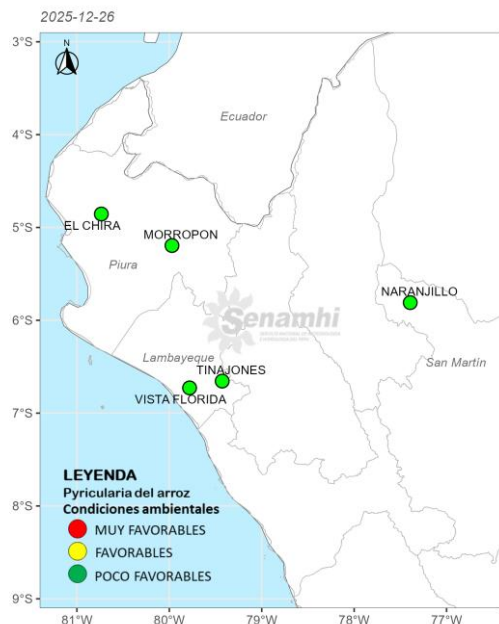 2025-12-26
3°S
N
Ecuador
4°S
5°S
EL CHIRA
MORROPON
Piura
NARANJILLO
6°S
Senamhi
Lambayeque
TINAJONES
San Martín
VISTA FLORIDA
7°S
LEYENDA
Pyricularia del arroz
Condiciones ambientales
MUY FAVORABLES
FAVORABLES
POCO FAVORABLES
8°S
9°S
81°W 80°W 79°W 78°W 77°W